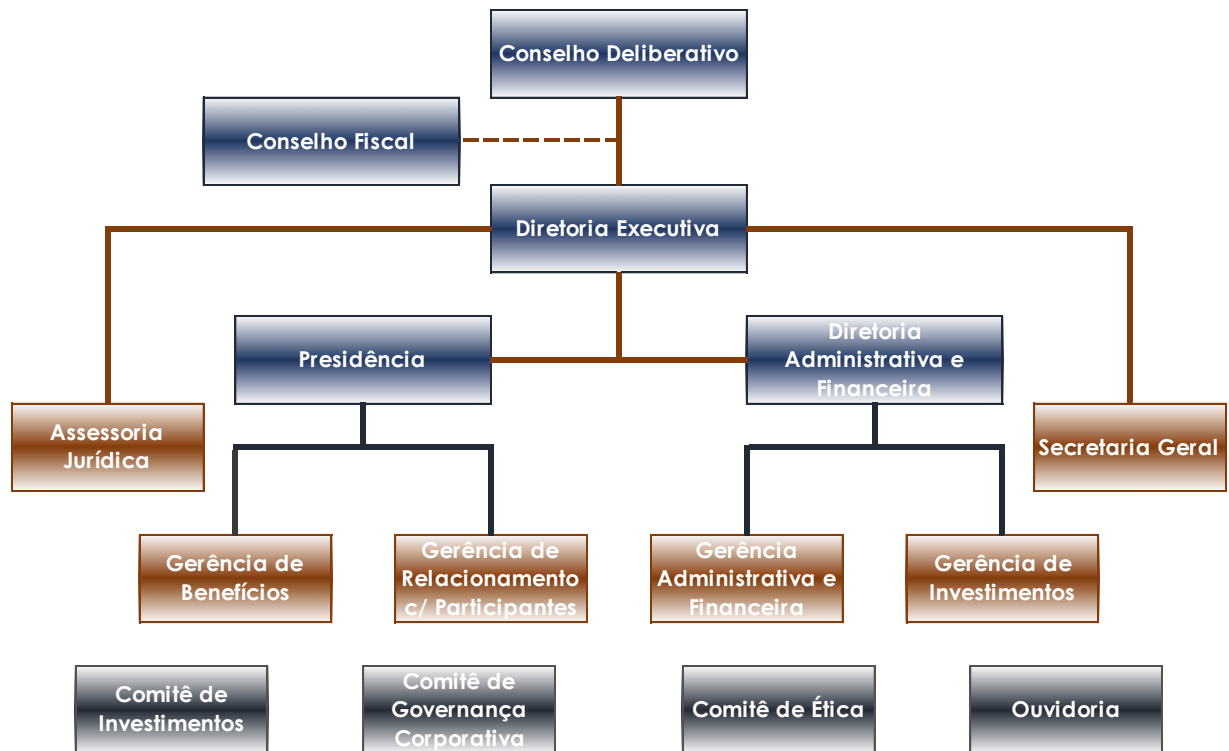 Conselho Deliberativo
Conselho Fiscal
Diretoria Executiva
Presidência
Diretoria
Administrativa e
Financeira
Assessoria
Jurídica
Secretaria Geral
Gerência de
Benefícios
Gerência de
Relacionamento
c/ Participantes
Gerência
Administrativa e
Financeira
Gerência de
Investimentos
Comitê de
Investimentos
Comitê de
Governança
Corporativa
Comitê de Ética
Ouvidoria